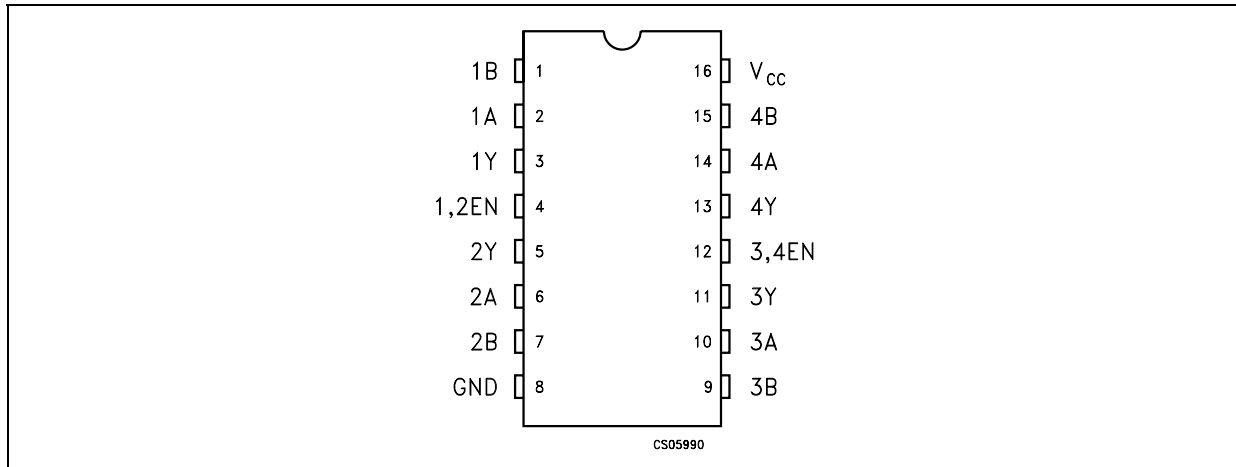 1B 1 16 VCC
1A 2 15 4B
1Y 3 14 4A
1,2EN 4 13 4Y
2Y 5 12 3,4EN
2A 6 11 3Y
2B 7 10 3A
GND 8 9 3B
CS05990